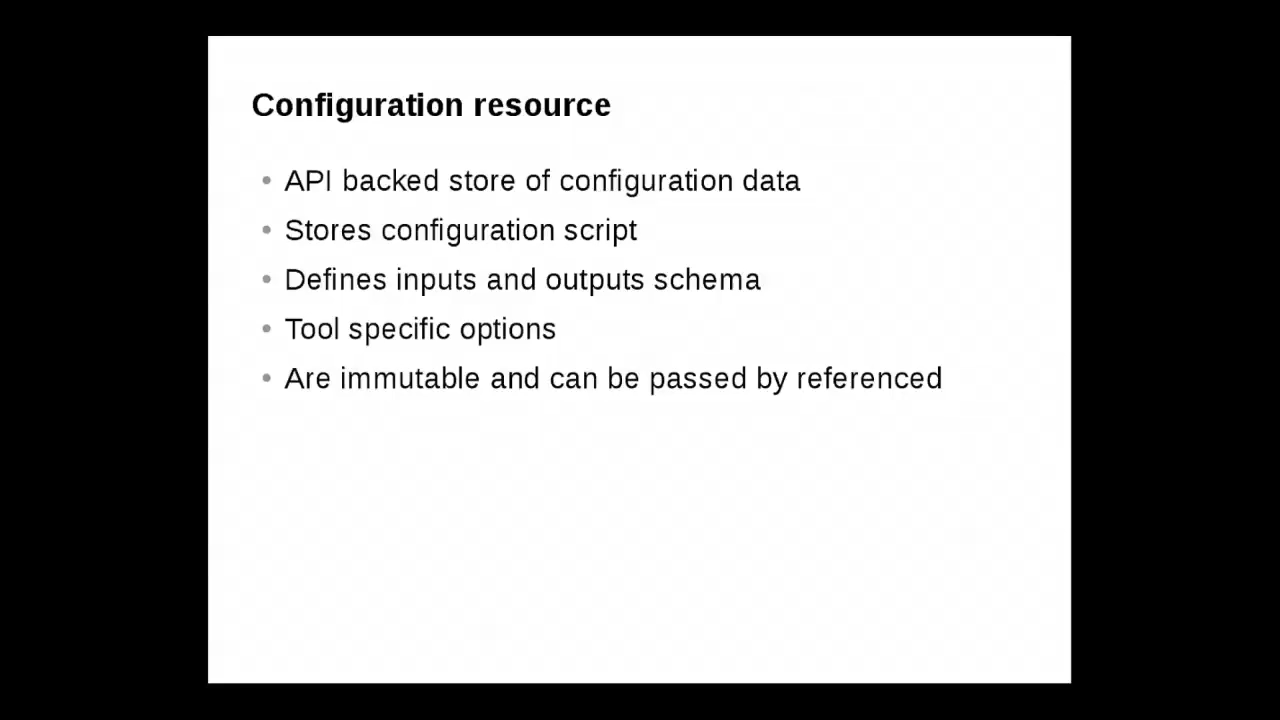 Configuration resource
• API backed store of configuration data
• Stores configuration script
• Defines inputs and outputs schema
• Tool specific options
• Are immutable and can be passed by referenced